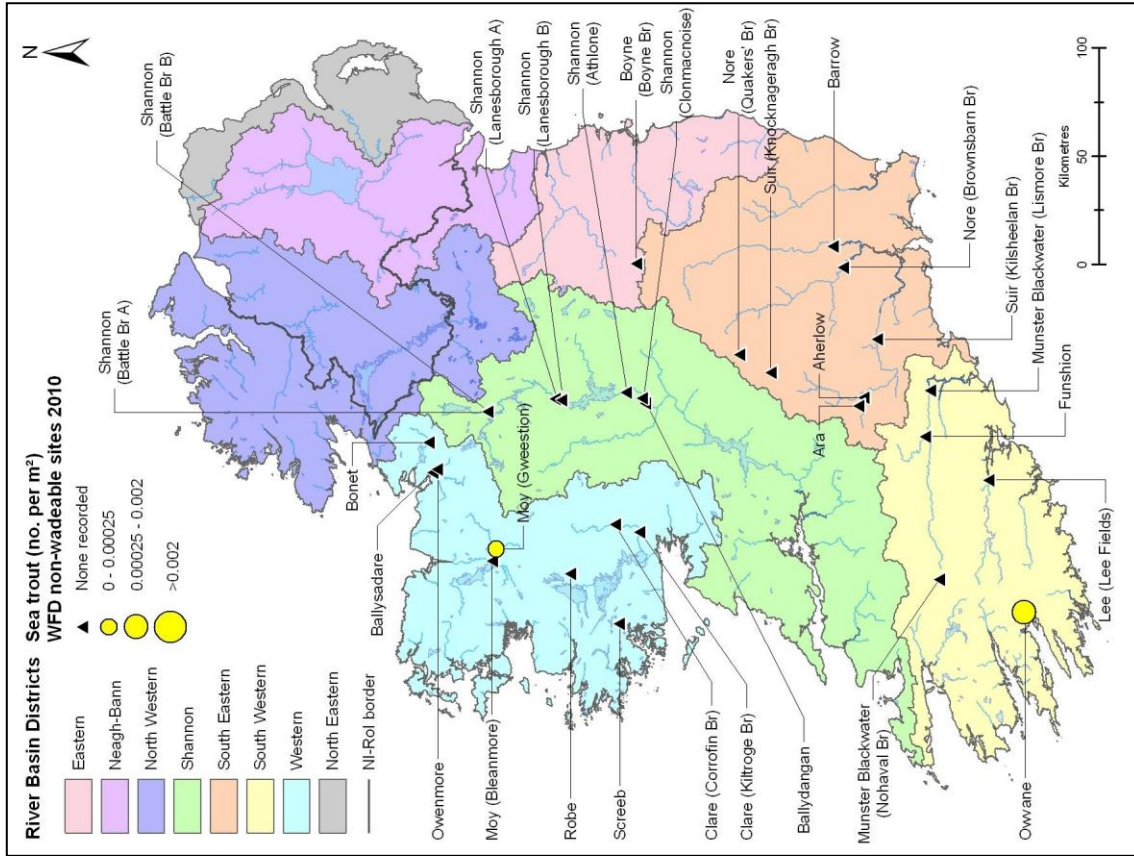 River Basin Districts
Eastern
Neagh-Bann
North Western
Shannon
South Eastern
South Western
Western
North Eastern
NI-RoI border
Sea trout (no. per m²)
WFD non-wadeable sites 2010
None recorded
0 - 0.00025
0.00025 - 0.002
>0.002
N
Shannon
(Battle Br A)
Shannon
(Battle Br B)
Shannon
(Lanesborough A)
Shannon
(Lanesborough B)
Shannon
(Athlone)
Boyne
(Boyne Br)
Shannon
(Clonmacnoise)
Nore
(Quakers' Br)
Suir (Knocknageragh Br)
Barrow
Nore (Brownsbarn Br)
Suir (Kilsheelan Br)
Munster Blackwater (Lismore Br)
Funshion
Lee (Lee Fields)
Aherlow
Ara
Bonet
Ballysadare
Moy (Gweestion)
Owenmore
Moy (Bleanmore)
Robe
Screeb
Clare (Corrofin Br)
Clare (Kiltroge Br)
Ballydangan
Munster Blackwater
(Nohaval Br)
Owvane
0 50 100
Kilometres